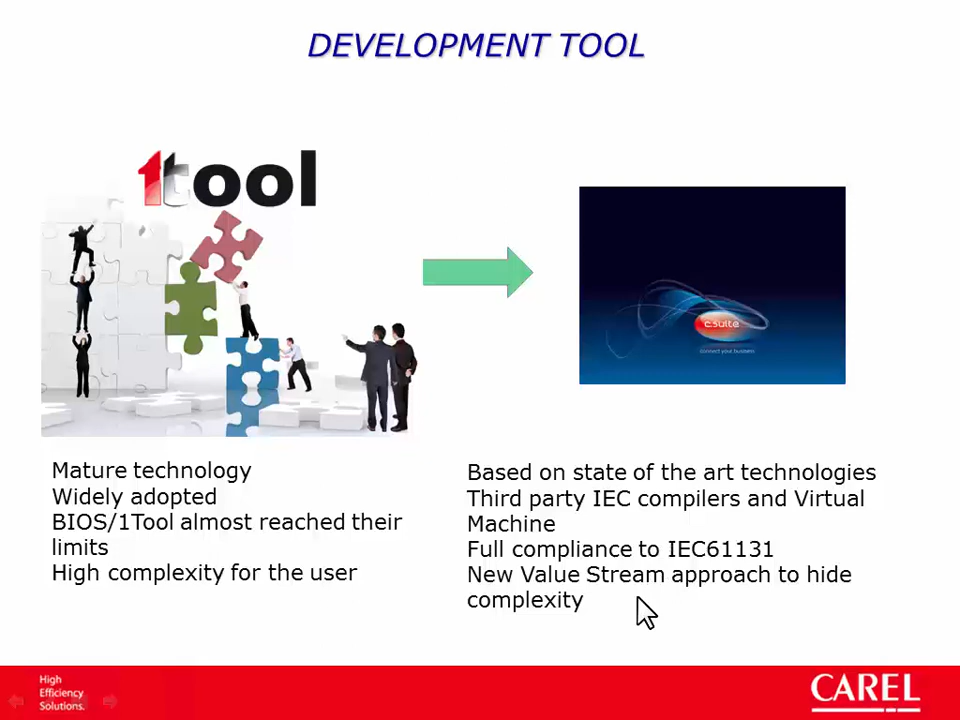 DEVELOPMENT TOOL
1tool
c.suite
connect your business
Mature technology
Widely adopted
BIOS/1Tool almost reached their
limits
High complexity for the user
Based on state of the art technologies
Third party IEC compilers and Virtual
Machine
Full compliance to IEC61131
New Value Stream approach to hide
complexity
High
Efficiency
Solutions.
CAREL